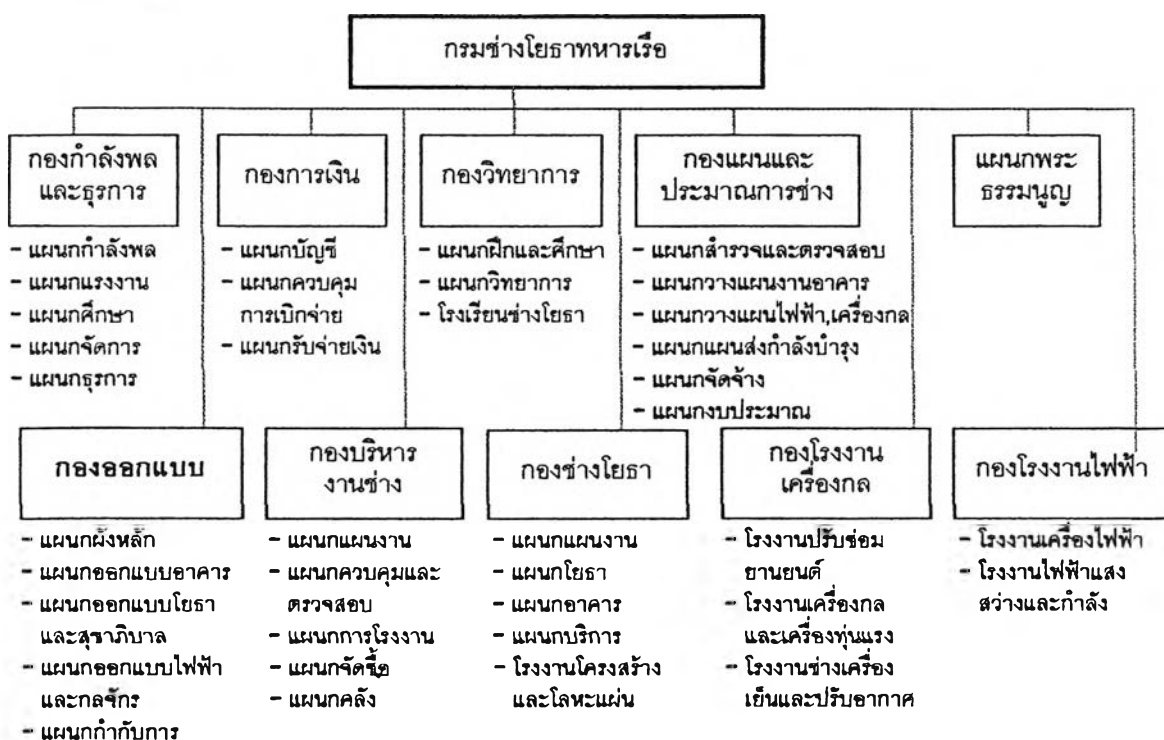 กรมช่างโยธาทหารเรือ
กองกำลังพล
และธุรการ
- แผนกกำลังพล
- แผนกแรงงาน
- แผนกศึกษา
- แผนกจัดการ
- แผนกธุรการ
กองการเงิน
- แผนกบัญชี
- แผนกควบคุม
การเบิกจ่าย
- แผนกรับจ่ายเงิน
กองวิทยาการ
- แผนกฝึกและศึกษา
- แผนกวิทยาการ
- โรงเรียนช่างโยธา
กองแผนและ
ประมาณการช่าง
- แผนกสำรวจและตรวจสอบ
- แผนกวางแผนงานอาคาร
- แผนกวางแผนไฟฟ้า,เครื่องกล
- แผนกแผนส่งกำลังบำรุง
- แผนกจัดจ้าง
- แผนกงบประมาณ
แผนกพระ
ธรรมนูญ
กองออกแบบ
- แผนกผังหลัก
- แผนกออกแบบอาคาร
- แผนกออกแบบโยธา
และสุขาภิบาล
- แผนกออกแบบไฟฟ้า
และกลจักร
- แผนกกำกับการ
กองบริหาร
งานช่าง
- แผนกแผนงาน
- แผนกควบคุมและ
ตรวจสอบ
- แผนกการโรงงาน
- แผนกจัดซื้อ
- แผนกคลัง
กองช่างโยธา
- แผนกแผนงาน
- แผนกโยธา
- แผนกอาคาร
- แผนกบริการ
- โรงงานโครงสร้าง
และโลหะแผ่น
กองโรงงาน
เครื่องกล
- โรงงานปรับซ่อม
ยานยนต์
- โรงงานเครื่องกล
และเครื่องทุ่นแรง
- โรงงานช่างเครื่อง
เย็นและปรับอากาศ
กองโรงงานไฟฟ้า
- โรงงานเครื่องไฟฟ้า
- โรงงานไฟฟ้าแสง
สว่างและกำลัง